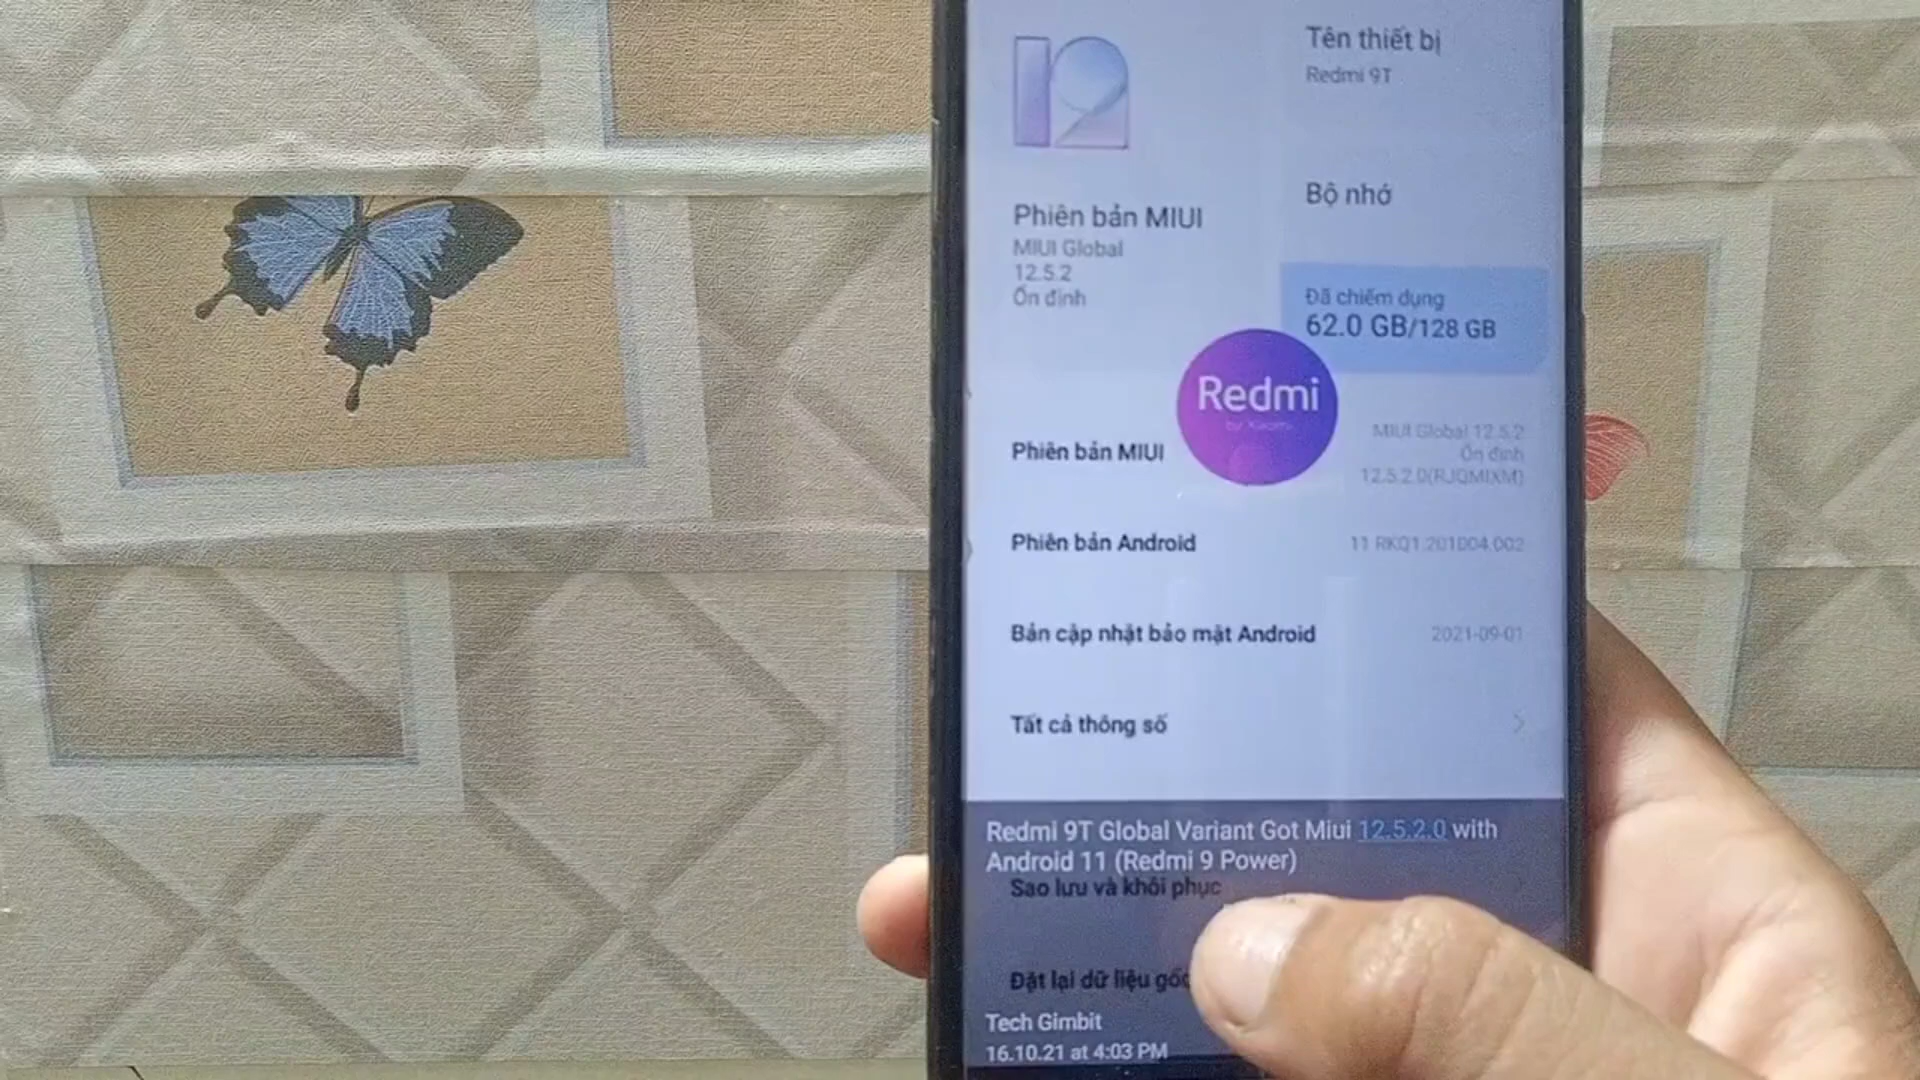 12
Tên thiết bị
Redmi 9T
Bộ nhớ
Phiên bản MIUI
MIUI Global
12.5.2
Ổn định
Đã chiếm dụng
62.0 GB/128 GB
Redmi
by Xiaomi
Phiên bản MIUI
MIUI Global 12.5.2
Ổn định
12.5.2.0(RJQMIXM)
Phiên bản Android
11 RKQ1.201004.002
Bản cập nhật bảo mật Android
2021-09-01
Tất cả thông số
Redmi 9T Global Variant Got Miui 12.5.2.0 with
Android 11 (Redmi 9 Power)
Sao lưu và khôi phục
Đặt lại dữ liệu gốc
Tech Gimbit
16.10.21 at 4:03 PM